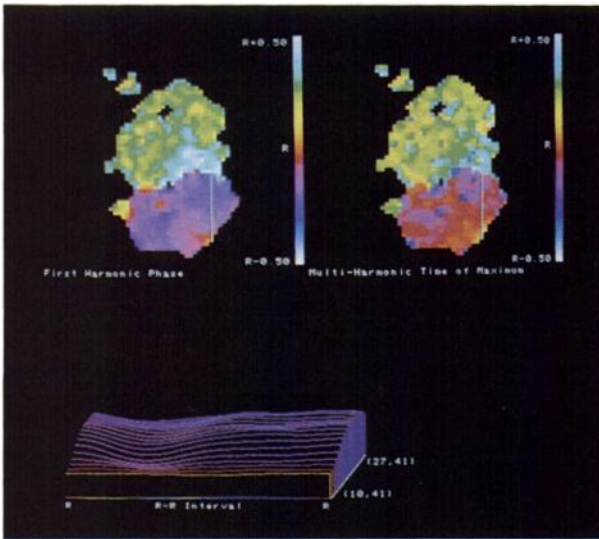 R+0.50
R+0.50
R
R
R-0.50
R-0.50
First Harmonic Phase
Multi-Harmonic Time of Maximum
(27,41)
(10,41)
R
R-R Interval
R